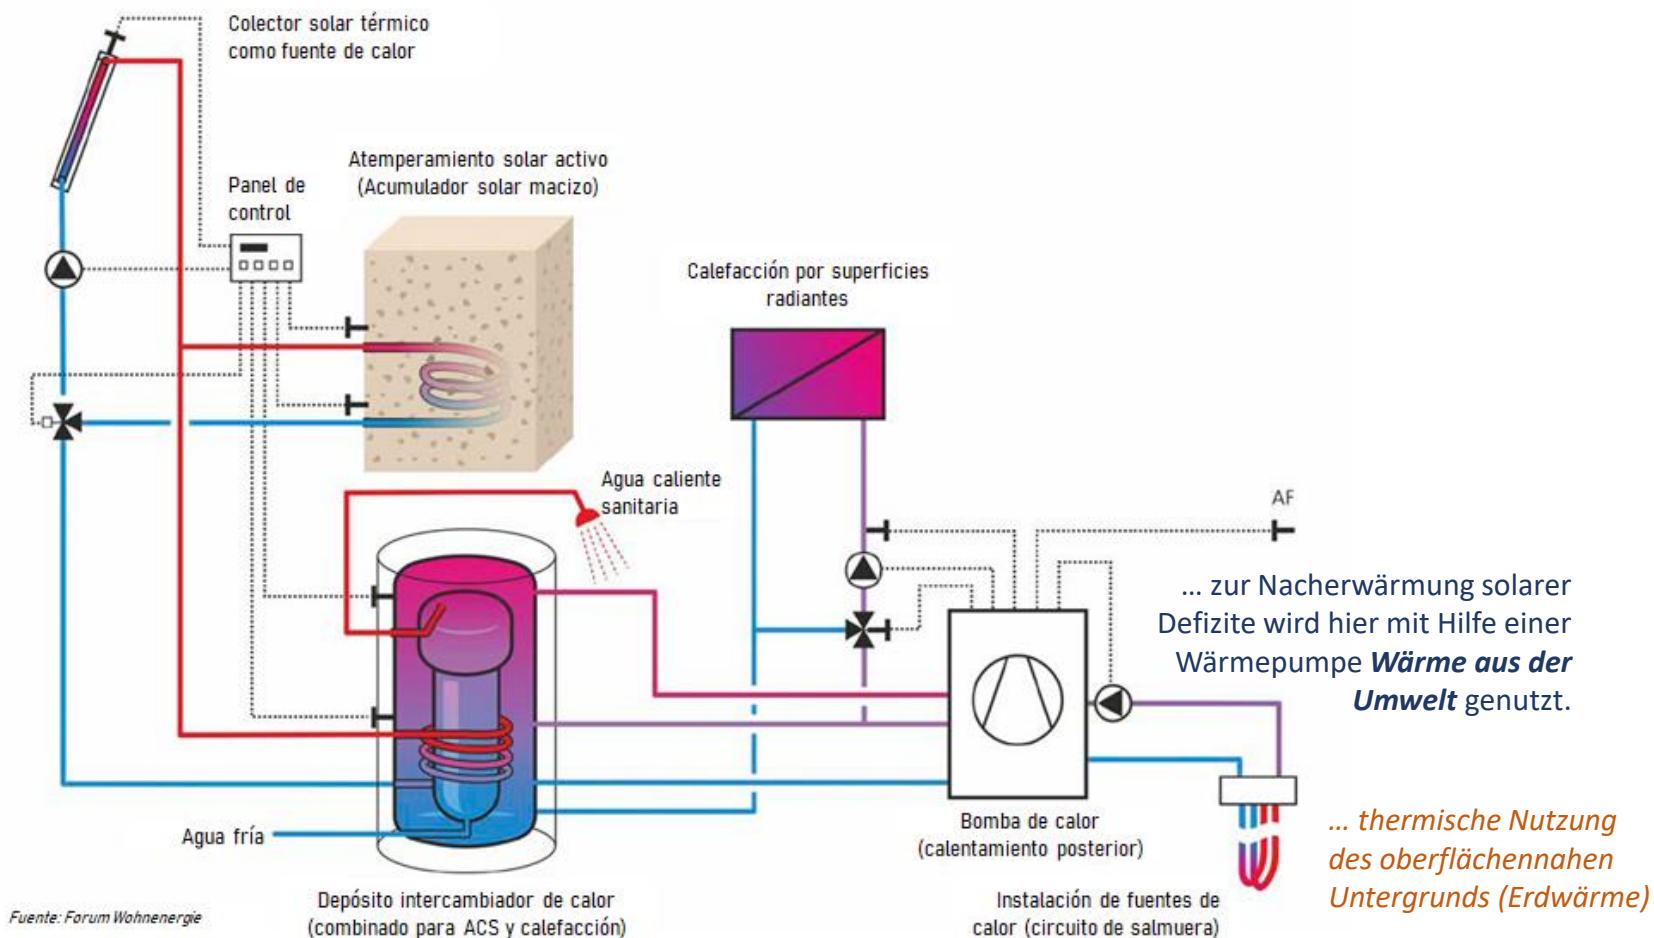 Colector solar térmico
como fuente de calor
Atemperamiento solar activo
(Acumulador solar macizo)
Panel de
control
Calefacción por superficies
radiantes
Agua caliente
sanitaria
AF
... zur Nacherwärmung solarer
Defizite wird hier mit Hilfe einer
Wärmepumpe Wärme aus der
Umwelt genutzt.
Agua fría
Bomba de calor
(calentamiento posterior)
... thermische Nutzung
des oberflächennahen
Untergrunds (Erdwärme)
Depósito intercambiador de calor
(combinado para ACS y calefacción)
Instalación de fuentes de
calor (circuito de salmuera)
Fuente: Forum Wohnenergie